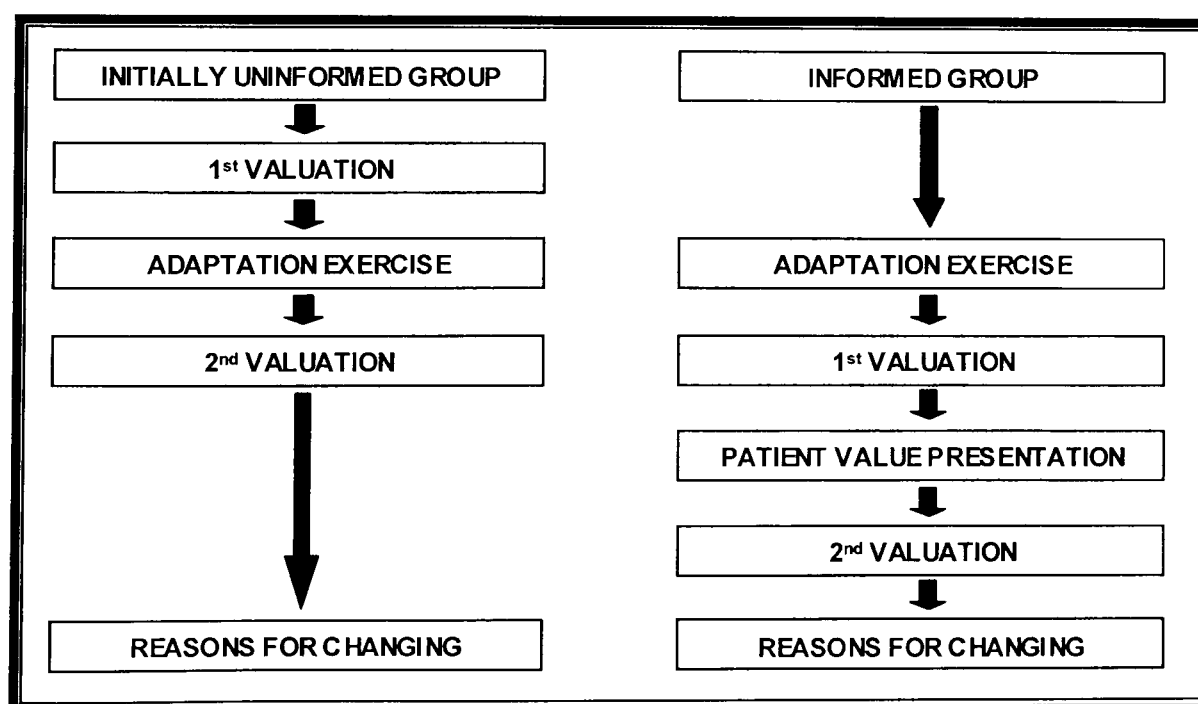 INITIALLY UNINFORMED GROUP
1st VALUATION
ADAPTATION EXERCISE
2nd VALUATION
REASONS FOR CHANGING
INFORMED GROUP
ADAPTATION EXERCISE
1st VALUATION
PATIENT VALUE PRESENTATION
2nd VALUATION
REASONS FOR CHANGING